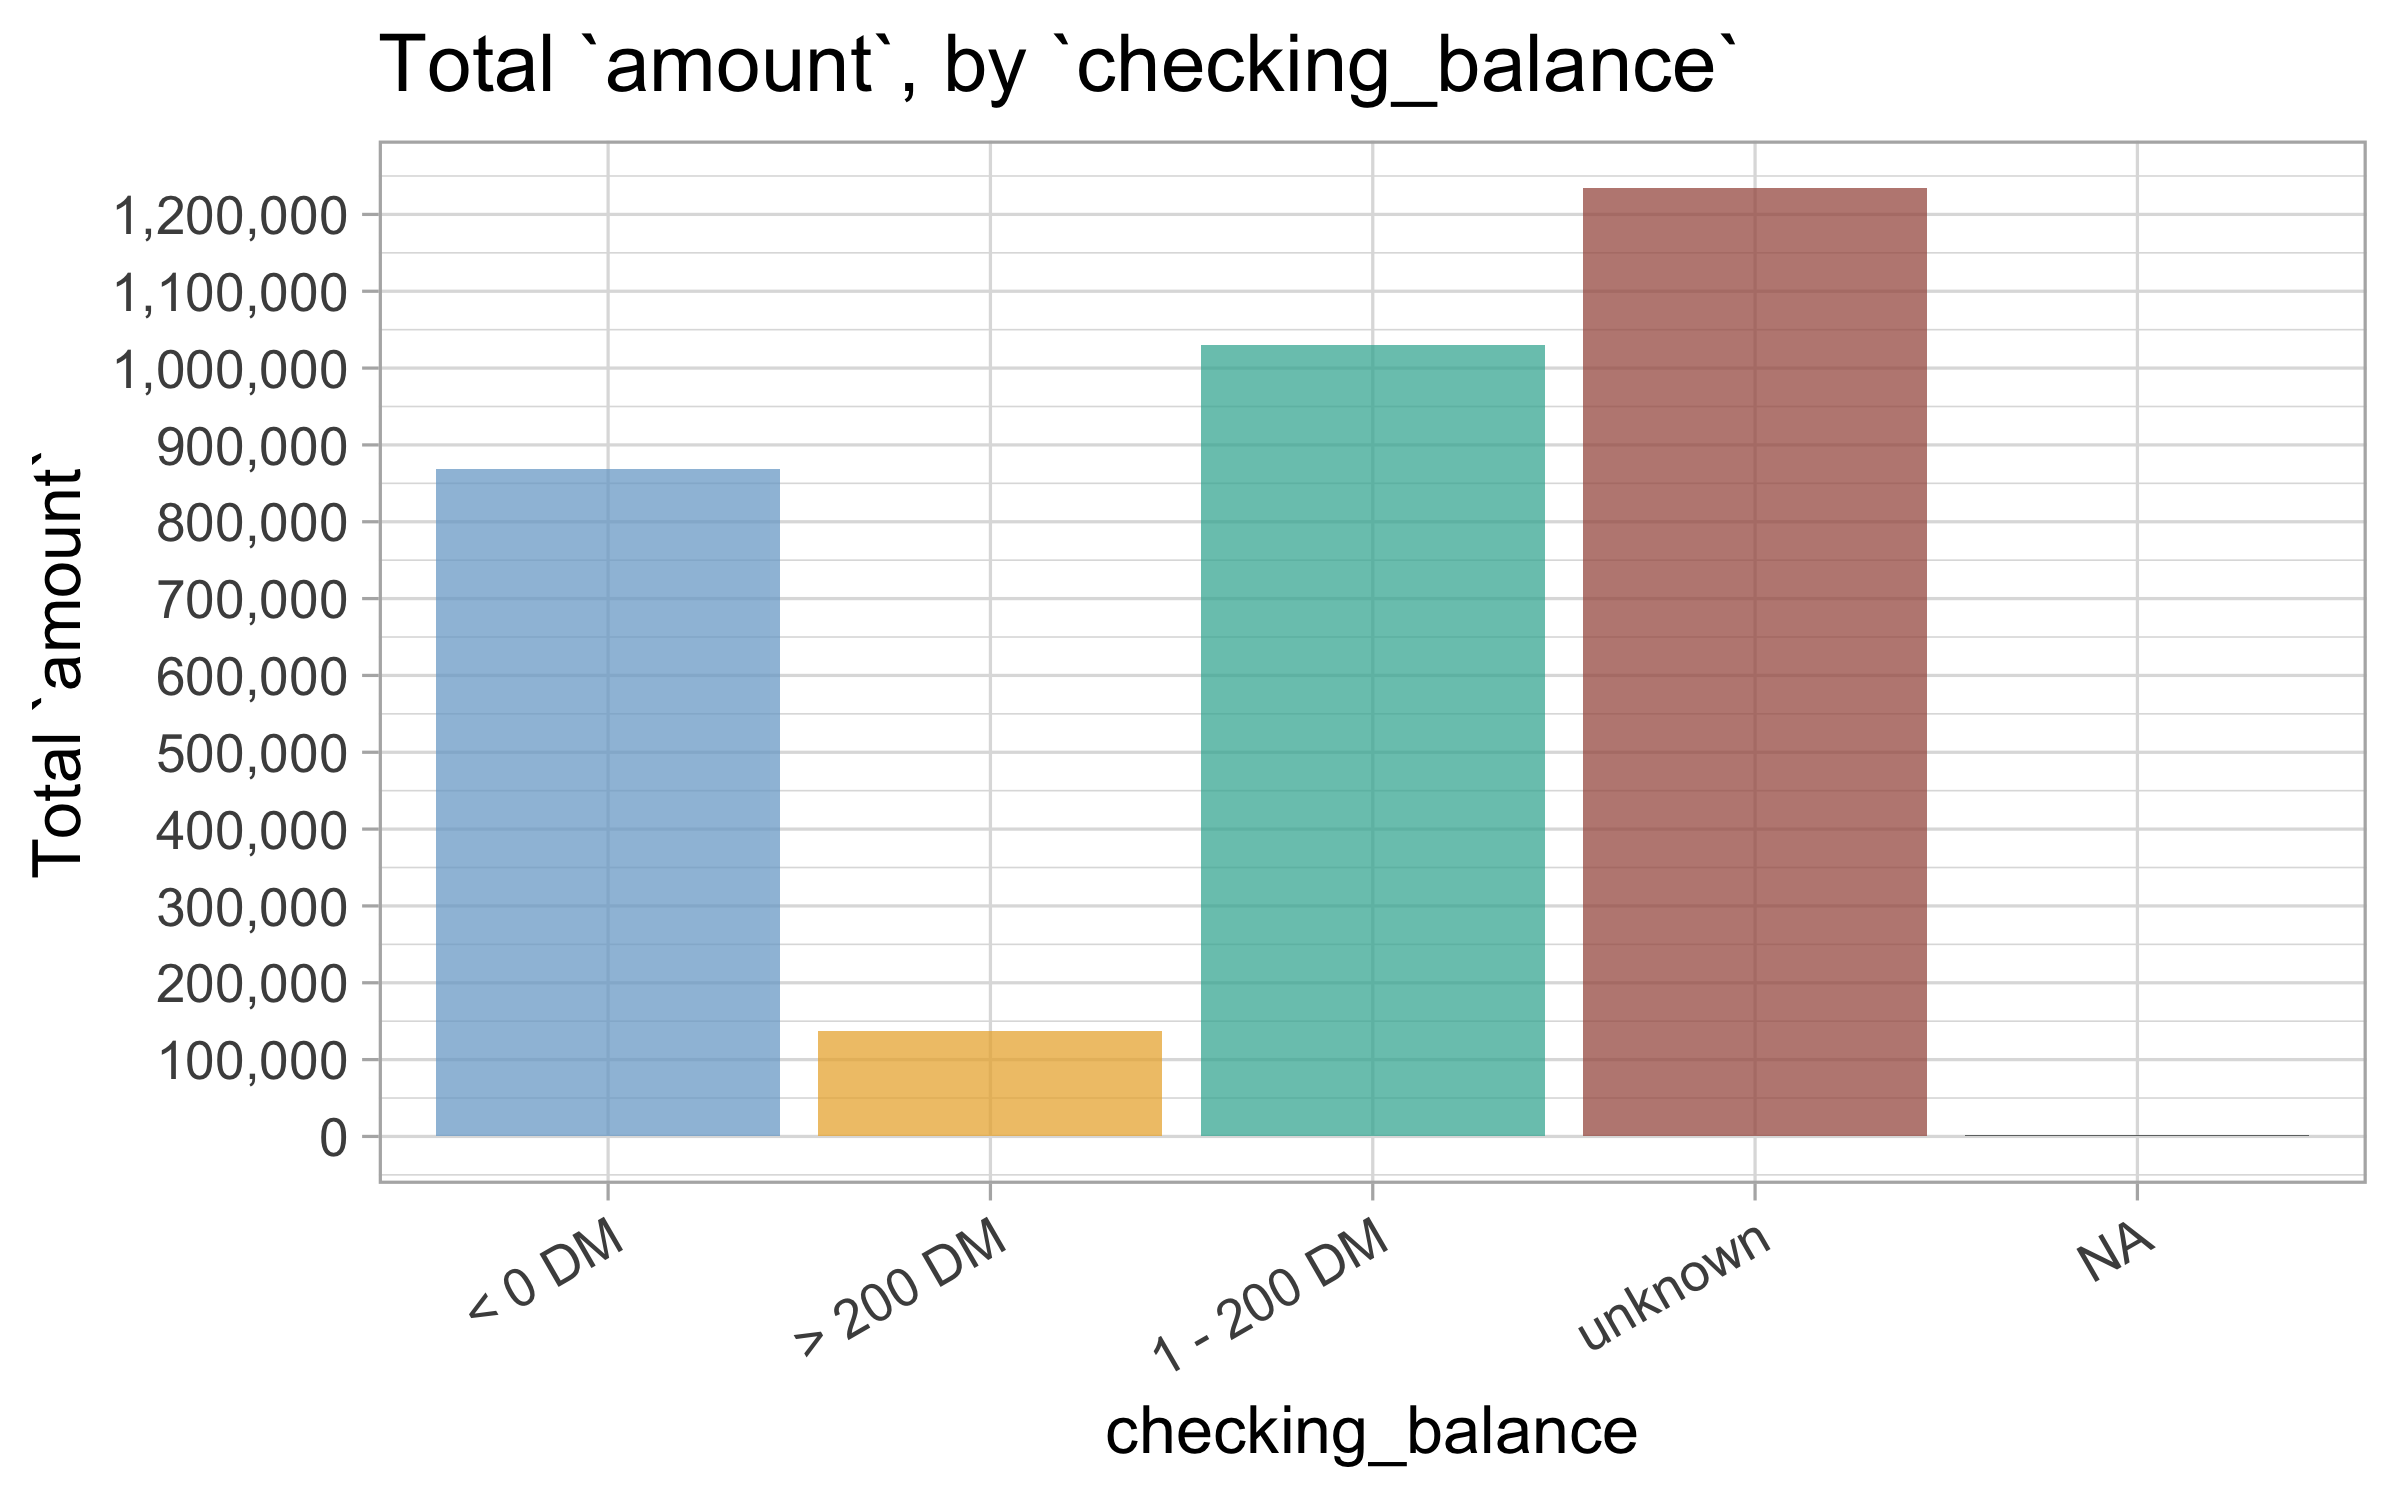 Total `amount`, by `checking_balance`
Total `amount`
1,200,000
1,100,000
1,000,000
900,000
800,000
700,000
600,000
500,000
400,000
300,000
200,000
100,000
0
< 0 DM
> 200 DM
1 - 200 DM
unknown
NA
checking_balance